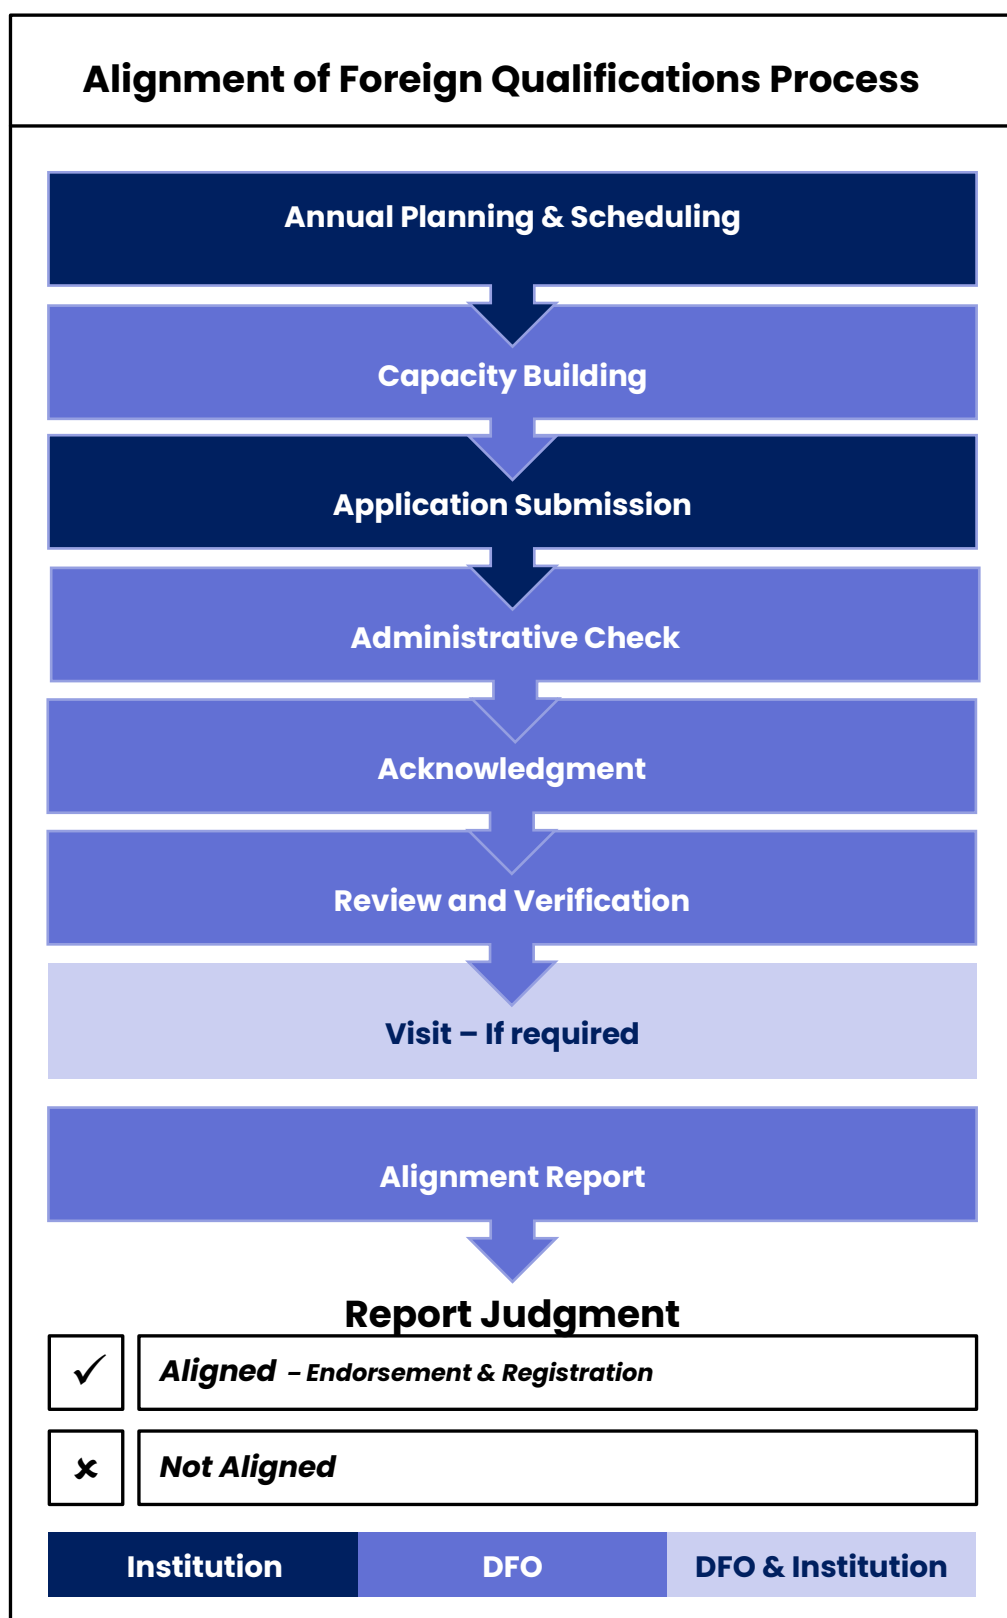 Alignment of Foreign Qualifications Process
Annual Planning & Scheduling
Capacity Building
Application Submission
Administrative Check
Acknowledgment
Review and Verification
Visit – If required
Alignment Report
Report Judgment
✓ Aligned – Endorsement & Registration
✗ Not Aligned
Institution DFO DFO & Institution